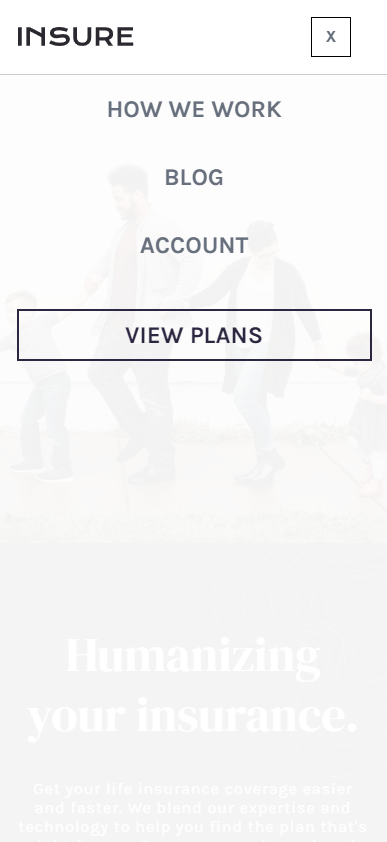 INSURE
X
HOW WE WORK
BLOG
ACCOUNT
VIEW PLANS
Humanizing
your insurance.
Get your life insurance coverage easier
and faster. We blend our expertise and
technology to help you find the plan that's